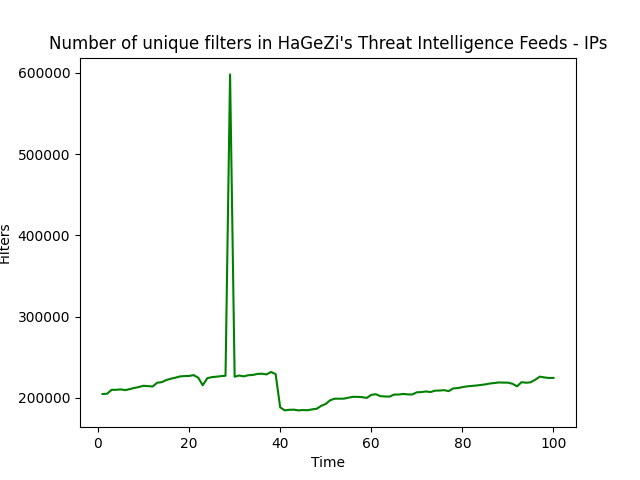 Number of unique filters in HaGeZi's Threat Intelligence Feeds - IPs
600000
500000
400000
300000
200000
Filters
0 20 40 60 80 100
Time